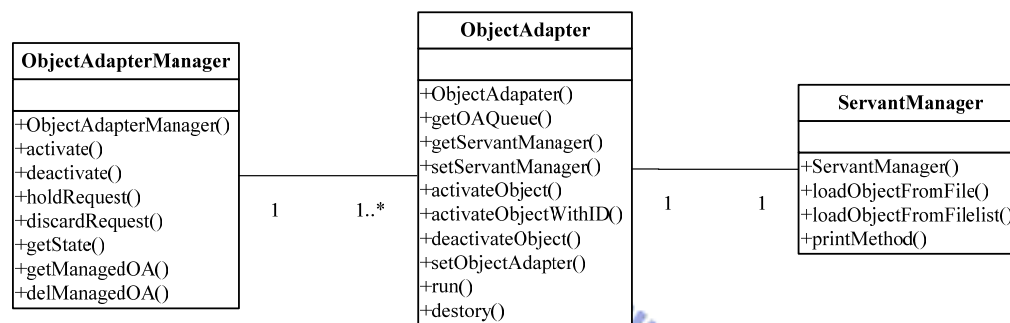 ObjectAdapterManager
+ObjectAdapterManager()
+activate()
+deactivate()
+holdRequest()
+discardRequest()
+getState()
+getManagedOA()
+delManagedOA()
1
1..*
ObjectAdapter
+ObjectAdapater()
+getOAQueue()
+getServantManager()
+setServantManager()
+activateObject()
+activateObjectWithID()
+deactivateObject()
+setObjectAdapter()
+run()
+destory()
1
1
ServantManager
+ServantManager()
+loadObjectFromFile()
+loadObjectFromFilelist()
+printMethod()